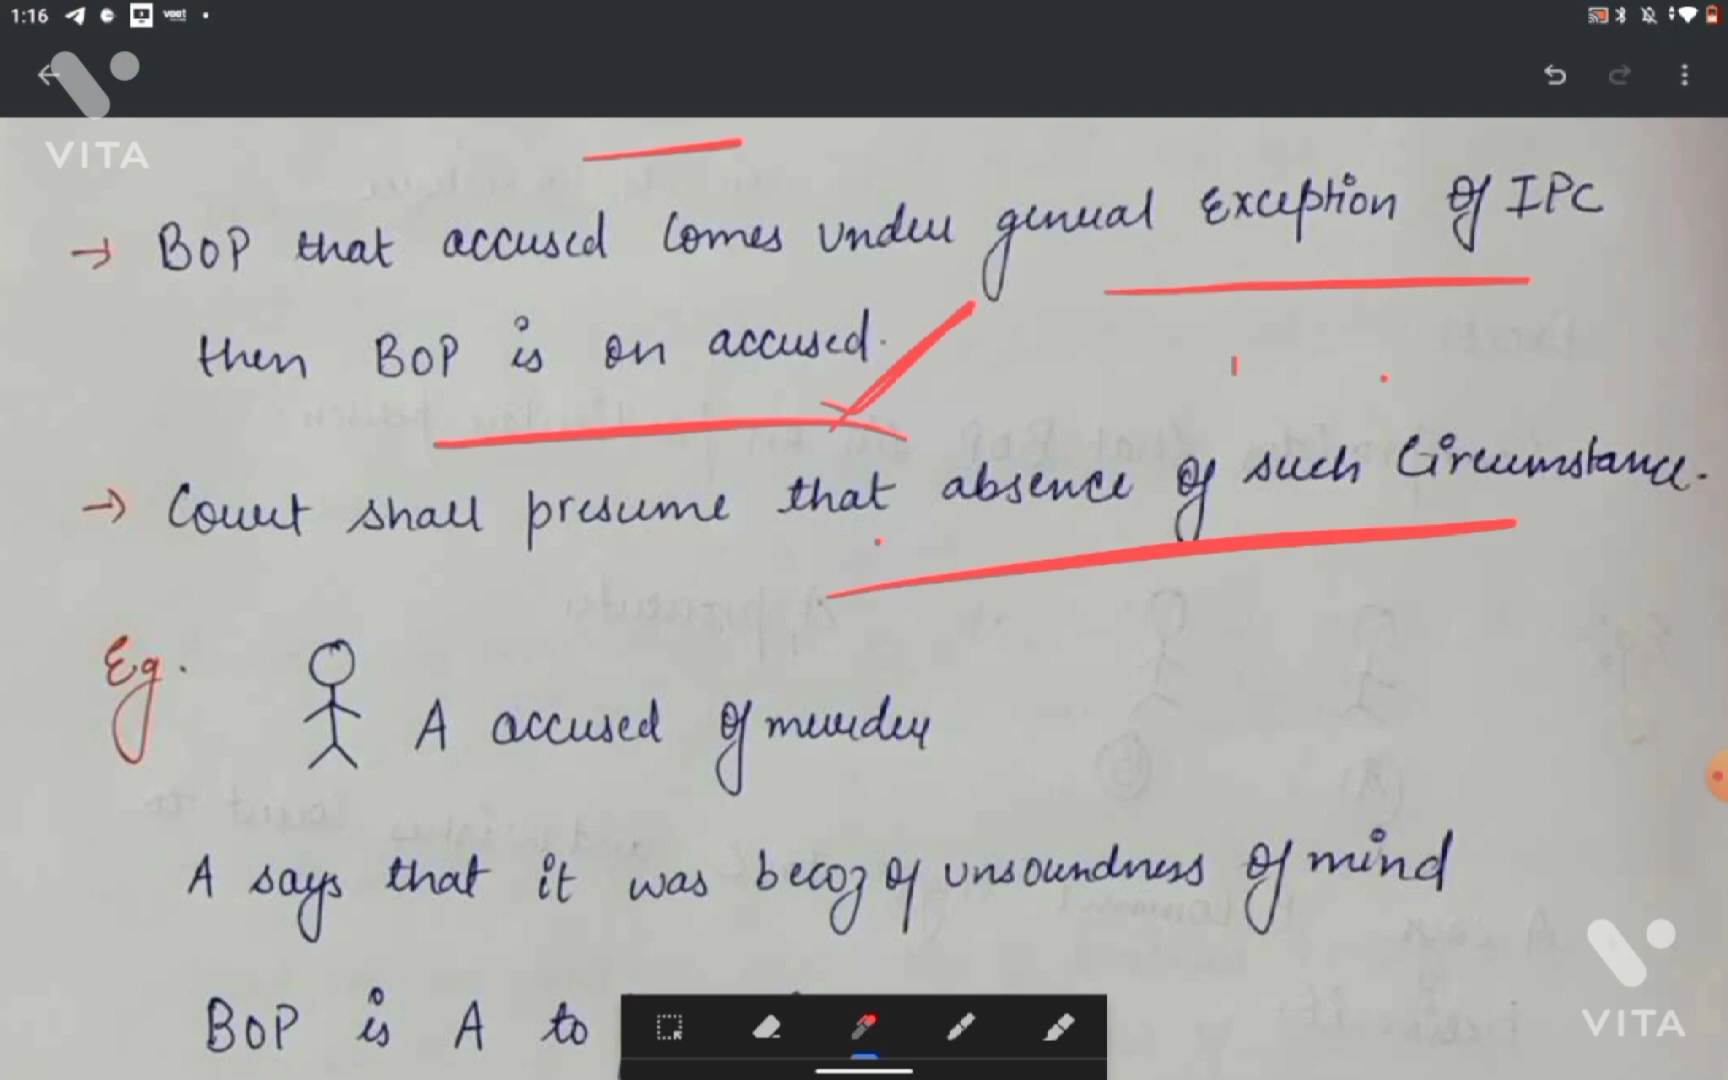 1:16
VITA
→ BOP that accused comes under general exception of IPC
then BOP is on accused.
→ Court shall presume that absence of such circumstance.
Eg.
A accused of murder
A says that it was becoz of unsoundness of mind
BOP is A to
VITA